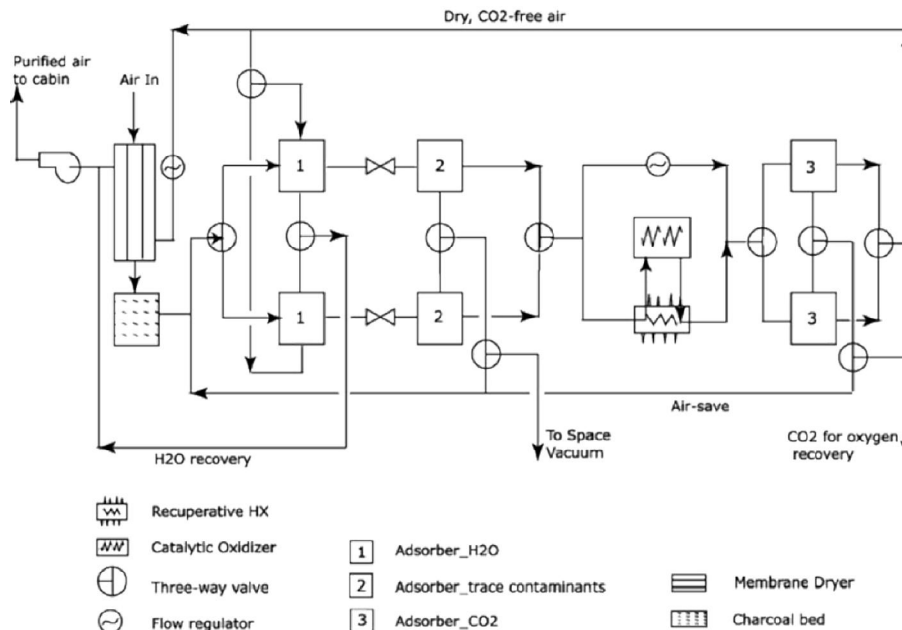 Dry, CO2-free air
Purified air
to cabin
Air In
1
2
3
1
2
3
Air-save
To Space
Vacuum
CO2 for oxygen
recovery
H2O recovery
Recuperative HX
Catalytic Oxidizer
Three-way valve
Flow regulator
1 Adsorber_H2O
2 Adsorber_trace contaminants
3 Adsorber_CO2
Membrane Dryer
Charcoal bed